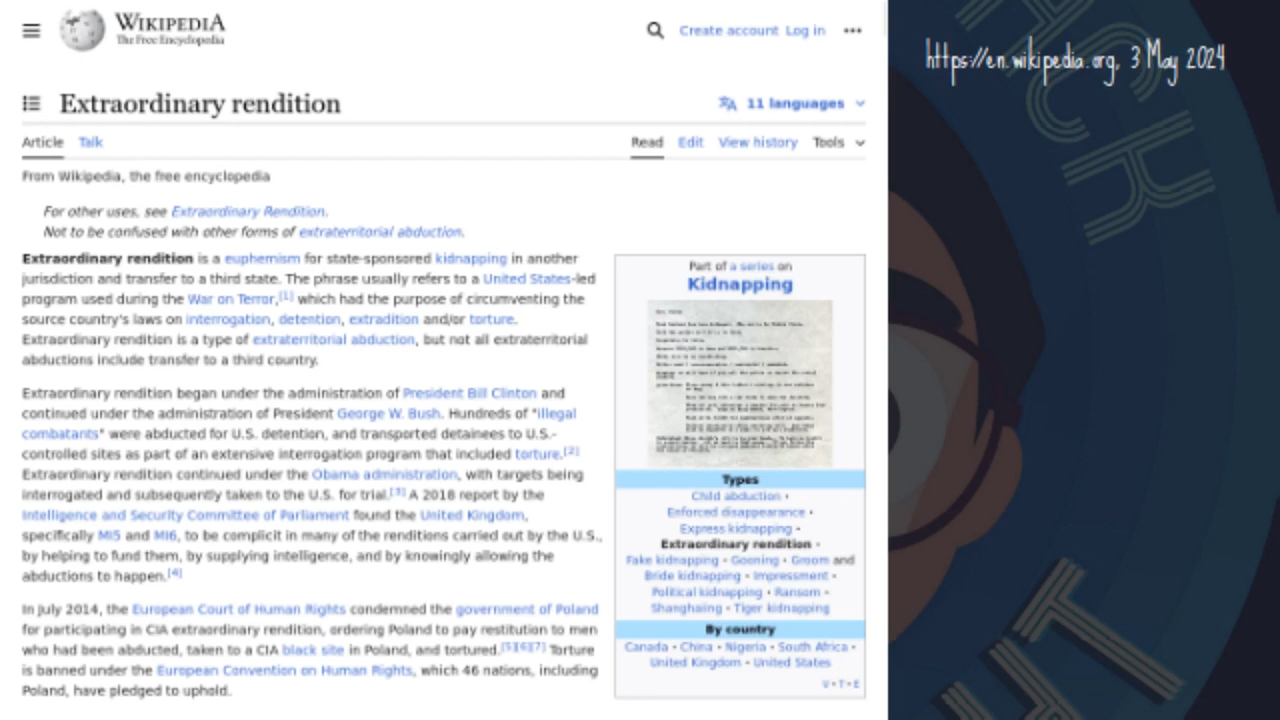 WIKIPEDIA
The Free Encyclopedia
Create account Log in
https://en.wikipedia.org, 3 May 2024
Extraordinary rendition
11 languages
Article Talk
Read Edit View history Tools
From Wikipedia, the free encyclopedia
For other uses, see Extraordinary Rendition.
Not to be confused with other forms of extraterritorial abduction.
Extraordinary rendition is a euphemism for state-sponsored kidnapping in another
jurisdiction and transfer to a third state. The phrase usually refers to a United States-led
program used during the War on Terror,[1] which had the purpose of circumventing the
source country's laws on interrogation, detention, extradition and/or torture.
Extraordinary rendition is a type of extraterritorial abduction, but not all extraterritorial
abductions include transfer to a third country.
Extraordinary rendition began under the administration of President Bill Clinton and
continued under the administration of President George W. Bush. Hundreds of "illegal
combatants" were abducted for U.S. detention, and transported detainees to U.S.-
controlled sites as part of an extensive interrogation program that included torture.[2]
Extraordinary rendition continued under the Obama administration, with targets being
interrogated and subsequently taken to the U.S. for trial.[3] A 2018 report by the
Intelligence and Security Committee of Parliament found the United Kingdom,
specifically MI5 and MI6, to be complicit in many of the renditions carried out by the U.S.,
by helping to fund them, by supplying intelligence, and by knowingly allowing the
abductions to happen.[4]
In July 2014, the European Court of Human Rights condemned the government of Poland
for participating in CIA extraordinary rendition, ordering Poland to pay restitution to men
who had been abducted, taken to a CIA black site in Poland, and tortured.[5][6][7] Torture
is banned under the European Convention on Human Rights, which 46 nations, including
Poland, have pledged to uphold.
Part of a series on
Kidnapping
Types
Child abduction •
Enforced disappearance •
Express kidnapping •
Extraordinary rendition •
Fake kidnapping • Gooning • Groom and
Bride kidnapping • Impressment •
Political kidnapping • Ransom •
Shanghaiing • Tiger kidnapping
By country
Canada • China • Nigeria • South Africa •
United Kingdom • United States
V • T • E